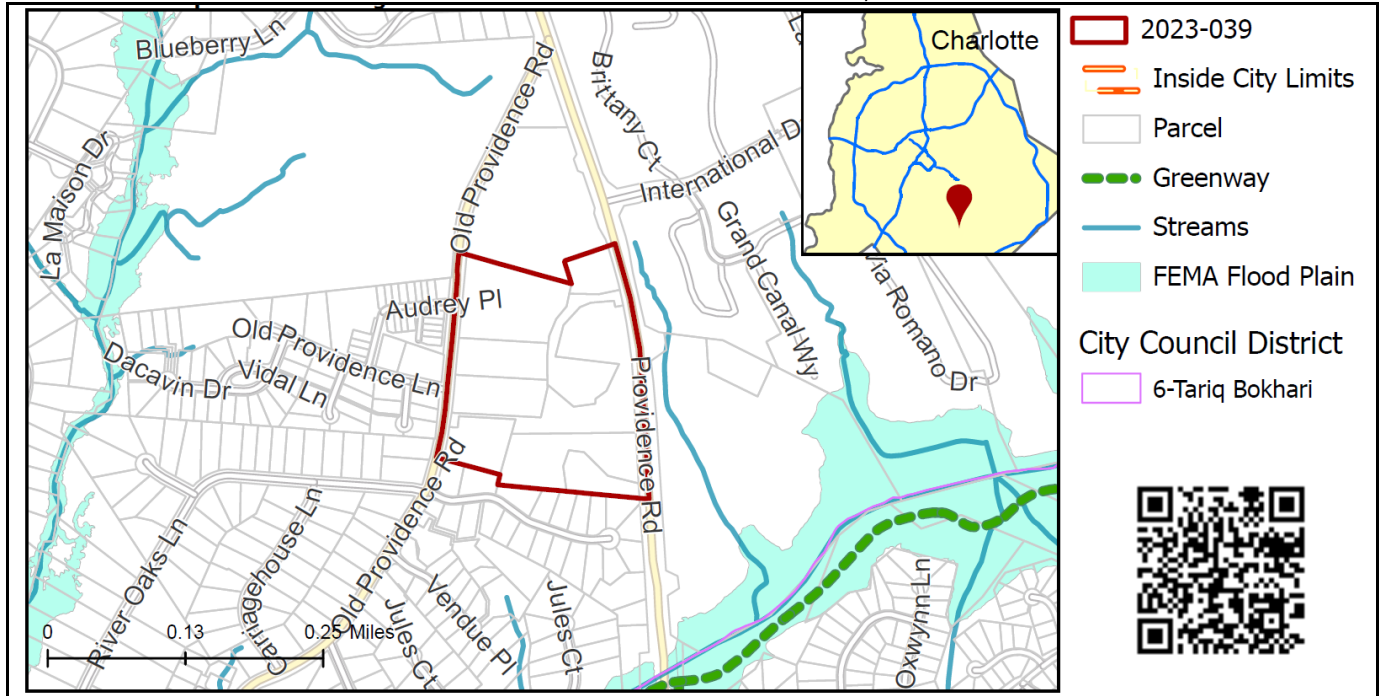 Blueberry Ln
Old Providence Rd
Brittany Ct
International D
La Maison Dr
Old Providence Rd
Grand Canal Wy
Via Romano Dr
Audrey Pl
Old Providence Ln
Dacavin Dr
Vidal Ln
Providence Rd
Old Providence Rd
River Oaks Ln
Carriagehouse Ln
Vendue Pl
Jules Ct
Jules Ct
Oxwynn Ln
0 0.13 0.25 Miles
Charlotte
2023-039
Inside City Limits
Parcel
Greenway
Streams
FEMA Flood Plain
City Council District
6-Tariq Bokhari